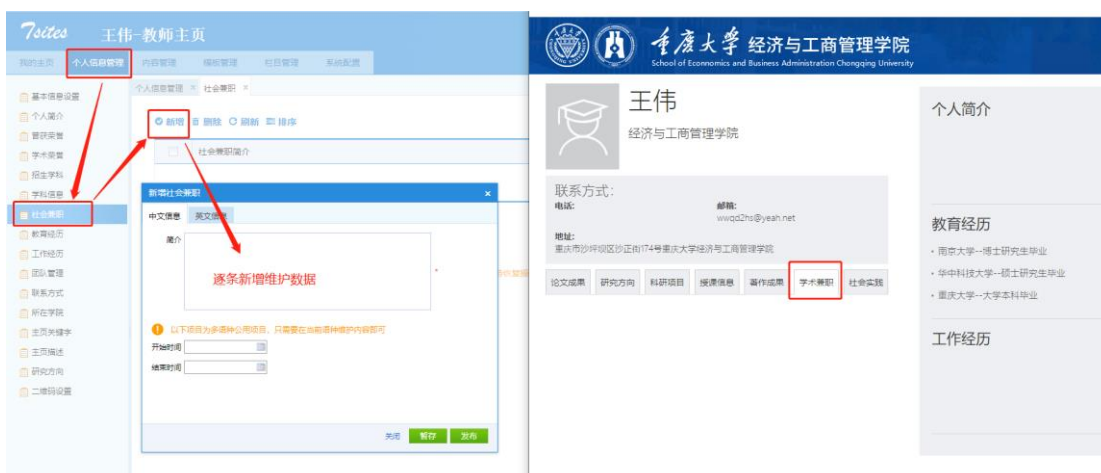 7sites 王伟-教师主页
我的主页 个人信息管理 内容管理 模板管理 栏目管理 系统配置
个人信息管理 × 社会兼职 ×
基本信息设置
个人简介
曾获荣誉
学术荣誉
招生学科
学科信息
社会兼职
教育经历
工作经历
团队管理
联系方式
所在学院
主页关键字
主页描述
研究方向
二维码设置
新增 删除 刷新 排序
社会兼职简介
新增社会兼职 ×
中文信息 英文信息
简介
*
逐条新增维护数据
以下项目为多语种公用项目,只需要在当前语种维护内容即可
开始时间
结束时间
关闭 暂存 发布
重庆大学 经济与工商管理学院
School of Econnomics and Business Administration Chongqing University
王伟
经济与工商管理学院
联系方式:
电话: 邮箱:
wwqd2hs@yeah.net
地址:
重庆市沙坪坝区沙正街174号重庆大学经济与工商管理学院
论文成果 研究方向 科研项目 授课信息 著作成果 学术兼职 社会实践
个人简介
教育经历
· 南京大学--博士研究生毕业
· 华中科技大学--硕士研究生毕业
· 重庆大学--大学本科毕业
工作经历